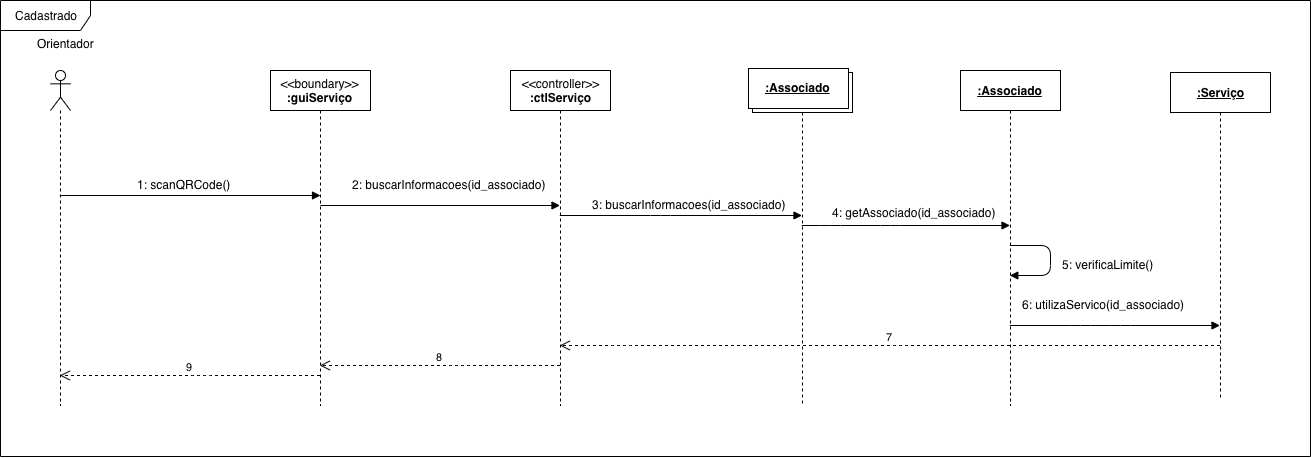 Cadastrado
Orientador
<<boundary>>
:guiServiço
<<controller>>
:ctlServiço
:Associado
:Associado
:Serviço
1: scanQRCode()
2: buscarInformacoes(id_associado)
3: buscarInformacoes(id_associado)
4: getAssociado(id_associado)
5: verificaLimite()
6: utilizaServico(id_associado)
7
8
9